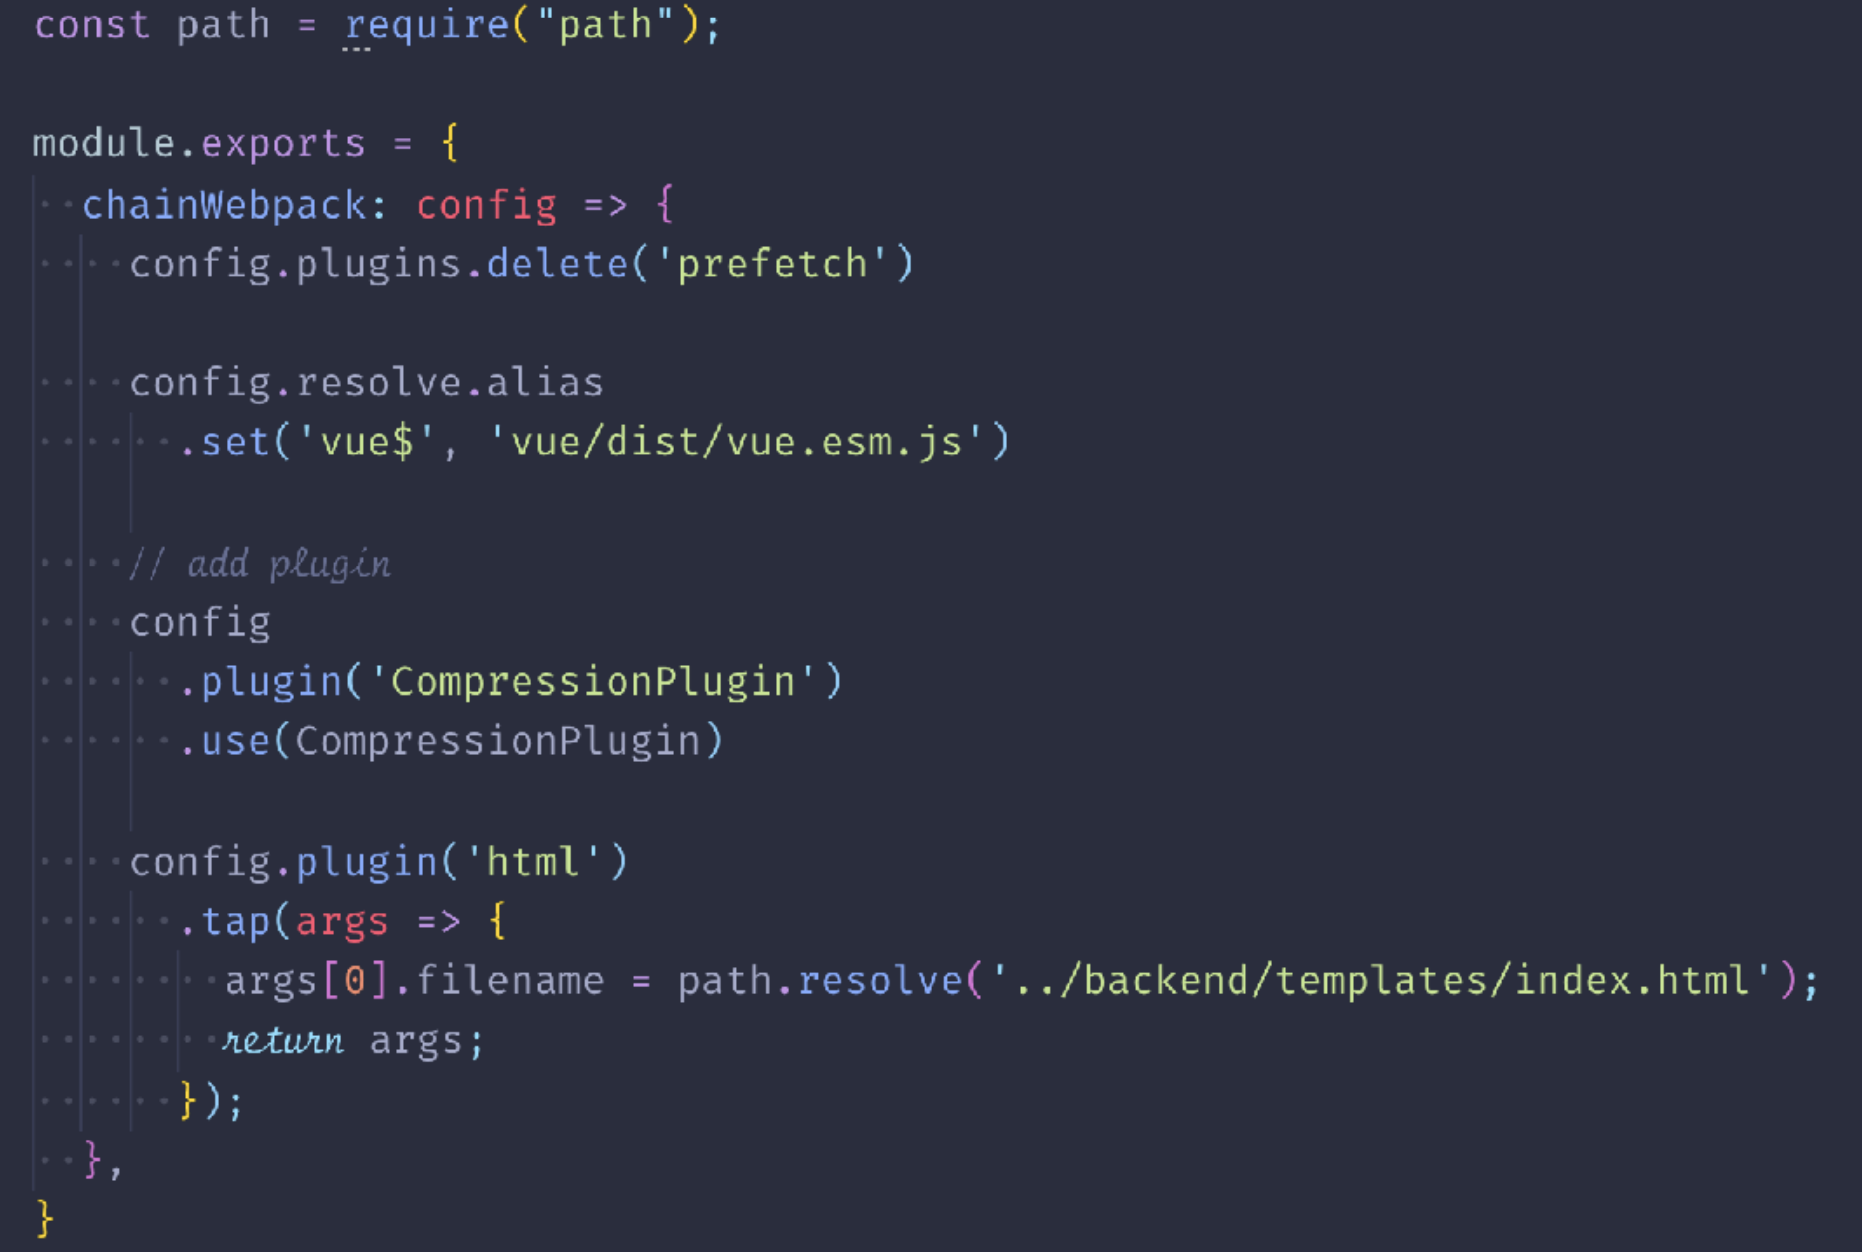 const path = require("path");
module.exports = {
chainWebpack: config => {
config.plugins.delete('prefetch')
config.resolve.alias
.set('vue$', 'vue/dist/vue.esm.js')
// add plugin
config
.plugin('CompressionPlugin')
.use(CompressionPlugin)
config.plugin('html')
.tap(args => {
args[0].filename = path.resolve('../backend/templates/index.html');
return args;
});
},
}